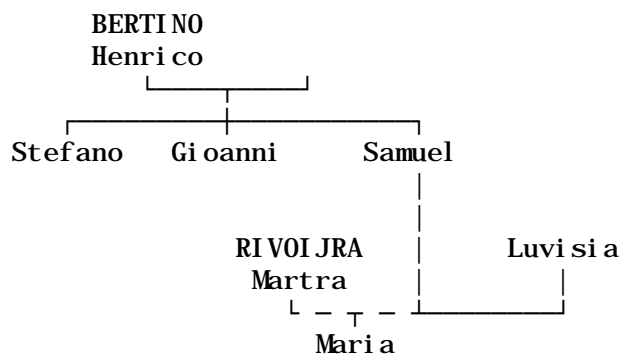 BERTINO
Henrico
Stefano Gioanni Samuel
RIVOIJRA Luvisia
Martra
Maria